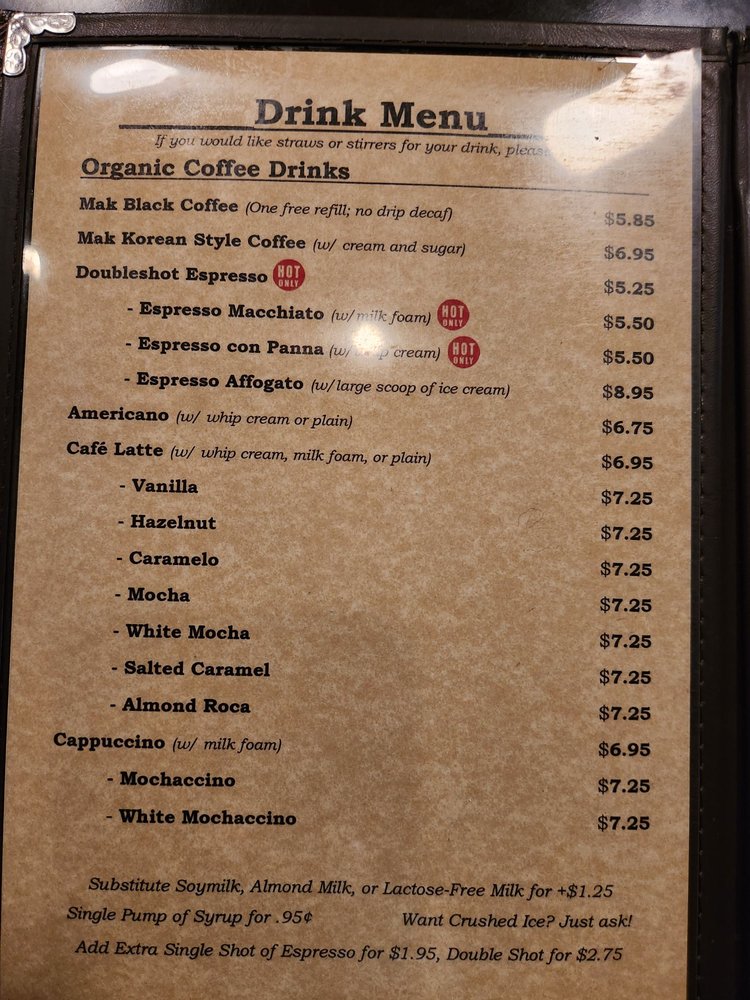 Drink Menu
If you would like straws or stirrers for your drink, please
Organic Coffee Drinks
Mak Black Coffee (One free refill; no drip decaf) $5.85
Mak Korean Style Coffee (w/ cream and sugar) $6.95
Doubleshot Espresso HOT ONLY $5.25
- Espresso Macchiato (w/ milk foam) HOT ONLY $5.50
- Espresso con Panna (w/ cream) HOT ONLY $5.50
- Espresso Affogato (w/large scoop of ice cream) $8.95
Americano (w/ whip cream or plain) $6.75
Café Latte (w/ whip cream, milk foam, or plain) $6.95
- Vanilla $7.25
- Hazelnut $7.25
- Caramelo $7.25
- Mocha $7.25
- White Mocha $7.25
- Salted Caramel $7.25
- Almond Roca $7.25
Cappuccino (w/ milk foam) $6.95
- Mochaccino $7.25
- White Mochaccino $7.25
Substitute Soymilk, Almond Milk, or Lactose-Free Milk for +$1.25
Single Pump of Syrup for .95¢ Want Crushed Ice? Just ask!
Add Extra Single Shot of Espresso for $1.95, Double Shot for $2.75